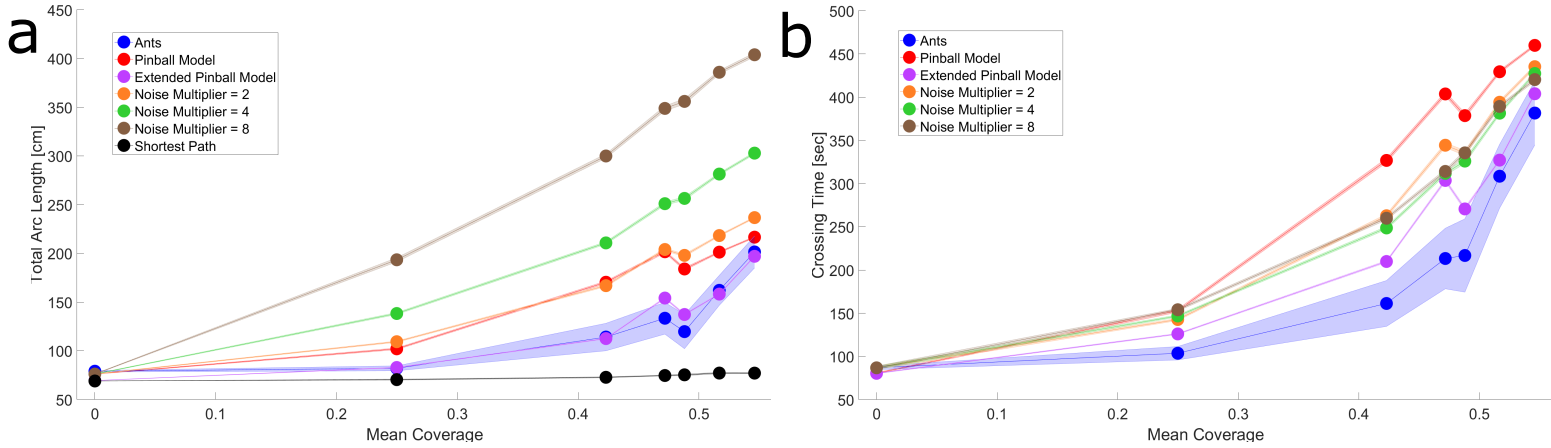 a
450
400
350
300
250
200
150
100
50
Total Arc Length [cm]
Ants
Pinball Model
Extended Pinball Model
Noise Multiplier = 2
Noise Multiplier = 4
Noise Multiplier = 8
Shortest Path
0 0.1 0.2 0.3 0.4 0.5
Mean Coverage
b
500
450
400
350
300
250
200
150
100
50
Crossing Time [sec]
Ants
Pinball Model
Extended Pinball Model
Noise Multiplier = 2
Noise Multiplier = 4
Noise Multiplier = 8
0 0.1 0.2 0.3 0.4 0.5
Mean Coverage